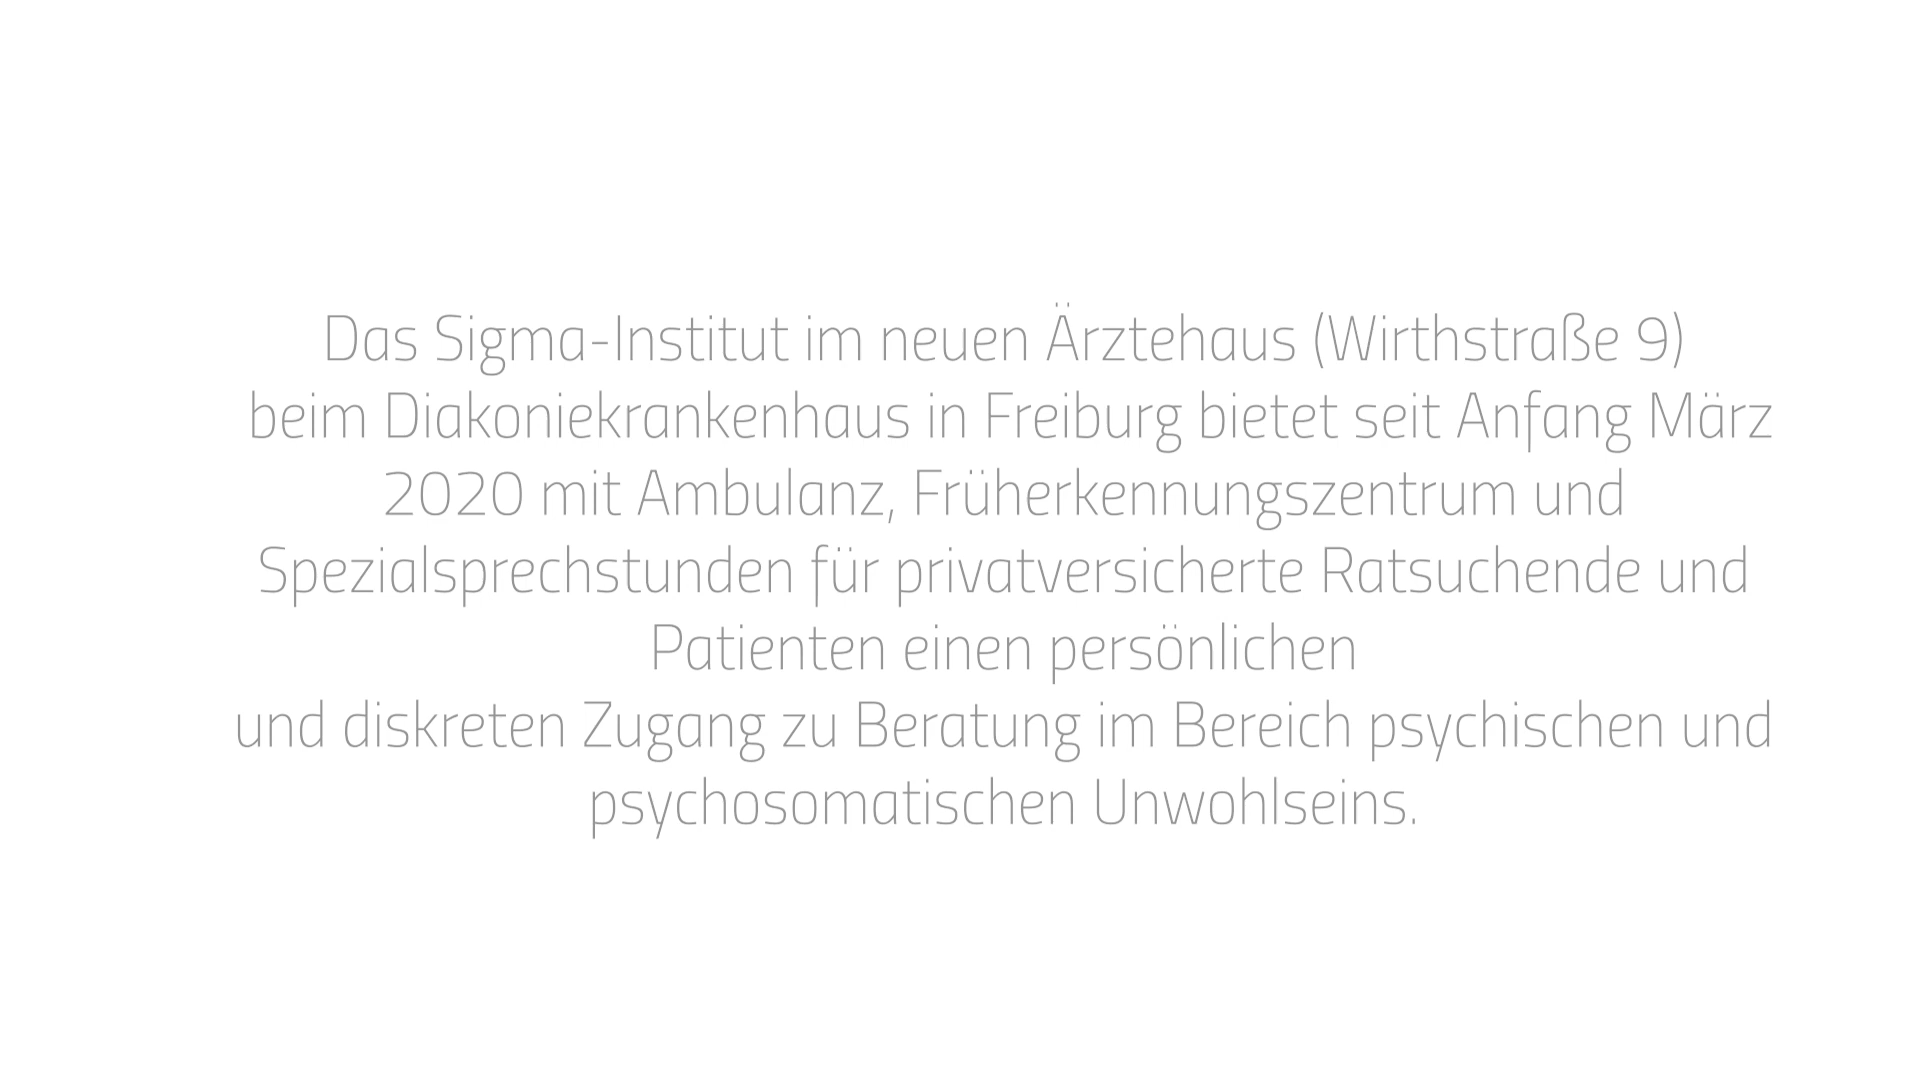 Das Sigma-Institut im neuen Ärztehaus (Wirthstraße 9)
beim Diakoniekrankenhaus in Freiburg bietet seit Anfang März
2020 mit Ambulanz, Früherkennungszentrum und
Spezialsprechstunden für privatversicherte Ratsuchende und
Patienten einen persönlichen
und diskreten Zugang zu Beratung im Bereich psychischen und
psychosomatischen Unwohlseins.